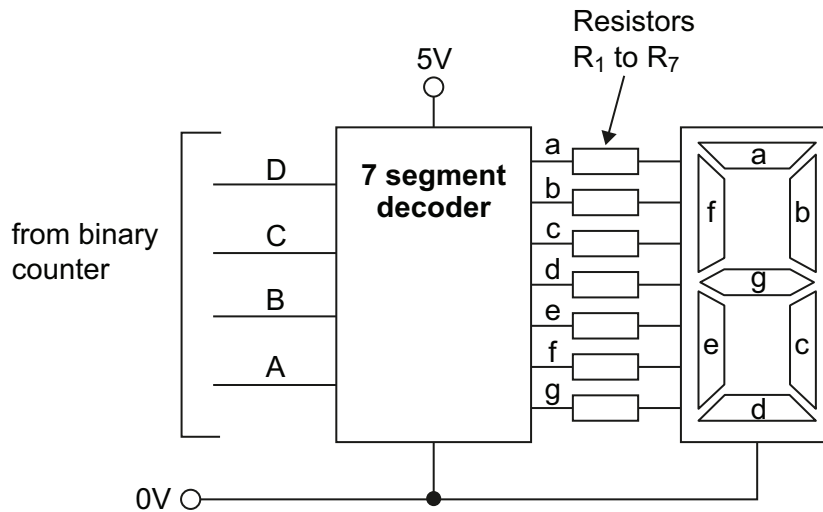 Resistors
R₁ to R₇
5V
7 segment
decoder
from binary
counter
D
C
B
A
a
b
c
d
e
f
g
a
f
b
g
e
c
d
0V